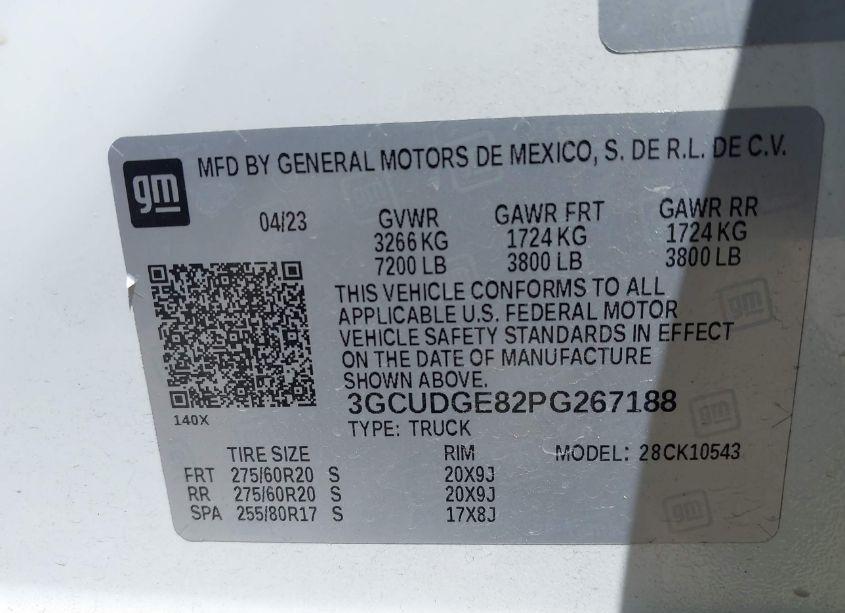 gm
MFD BY GENERAL MOTORS DE MEXICO, S. DE R.L. DE C.V.
04/23 GVWR GAWR FRT GAWR RR
3266 KG 1724 KG 1724 KG
7200 LB 3800 LB 3800 LB
THIS VEHICLE CONFORMS TO ALL
APPLICABLE U.S. FEDERAL MOTOR
VEHICLE SAFETY STANDARDS IN EFFECT
ON THE DATE OF MANUFACTURE
SHOWN ABOVE.
3GCUDGE82PG267188
140X
TYPE: TRUCK
TIRE SIZE RIM MODEL: 28CK10543
FRT 275/60R20 S 20X9J
RR 275/60R20 S 20X9J
SPA 255/80R17 S 17X8J